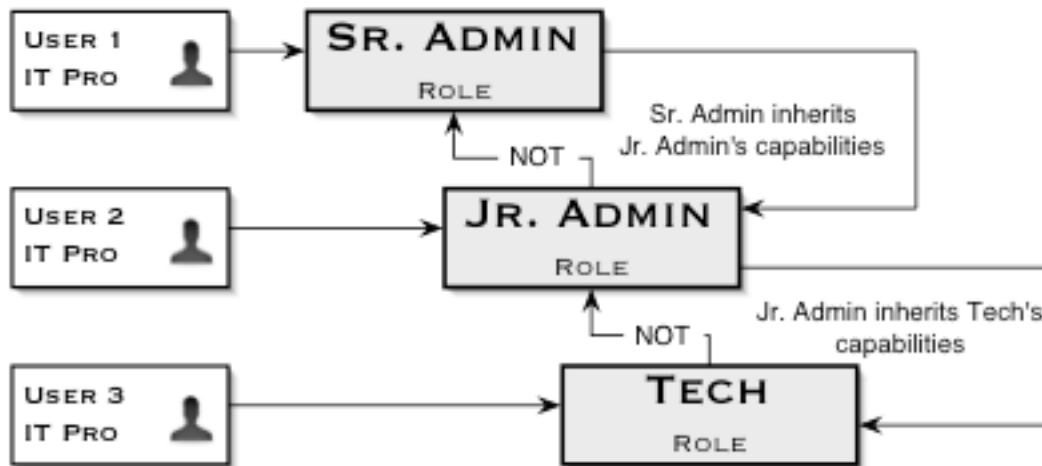 USER 1
IT PRO
SR. ADMIN
ROLE
Sr. Admin inherits
Jr. Admin's capabilities
NOT
USER 2
IT PRO
JR. ADMIN
ROLE
Jr. Admin inherits Tech's
capabilities
NOT
USER 3
IT PRO
TECH
ROLE